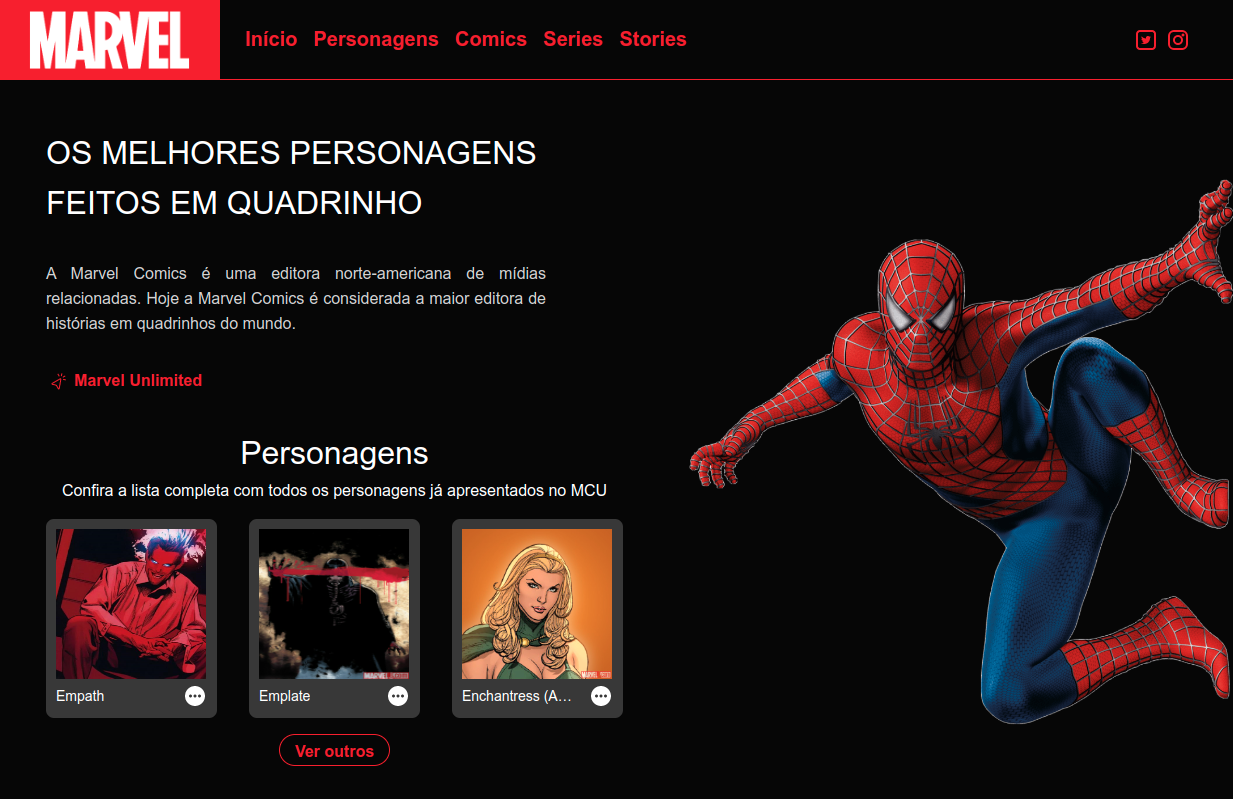 MARVEL
Início Personagens Comics Series Stories
OS MELHORES PERSONAGENS
FEITOS EM QUADRINHO
A Marvel Comics é uma editora norte-americana de mídias
relacionadas. Hoje a Marvel Comics é considerada a maior editora de
histórias em quadrinhos do mundo.
Marvel Unlimited
Personagens
Confira a lista completa com todos os personagens já apresentados no MCU
Empath
Emplate
Enchantress (A...
Ver outros